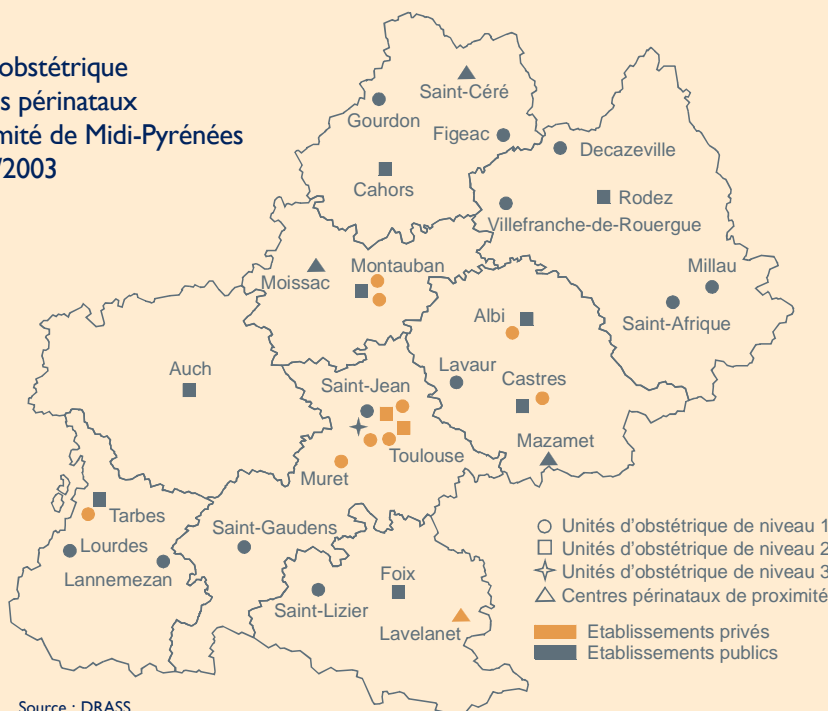 obstétrique
s périnataux
mité de Midi-Pyrénées
/2003
Saint-Céré
Gourdon
Figeac
Decazeville
Cahors
Rodez
Villefranche-de-Rouergue
Moissac
Montauban
Millau
Saint-Afrique
Albi
Auch
Lavaur
Saint-Jean
Castres
Mazamet
Toulouse
Muret
Tarbes
Saint-Gaudens
Lourdes
Lannemezan
Foix
Saint-Lizier
Lavelanet
Unités d'obstétrique de niveau 1
Unités d'obstétrique de niveau 2
Unités d'obstétrique de niveau 3
Centres périnataux de proximité
Etablissements privés
Etablissements publics
Source : DRASS